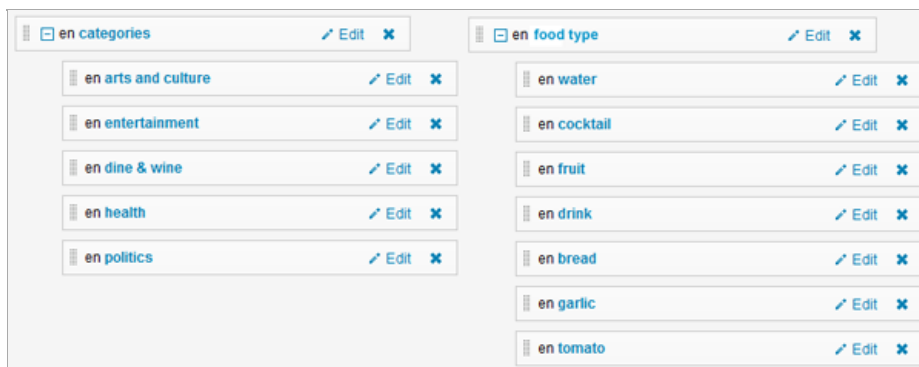 en categories Edit
en arts and culture Edit
en entertainment Edit
en dine & wine Edit
en health Edit
en politics Edit
en food type Edit
en water Edit
en cocktail Edit
en fruit Edit
en drink Edit
en bread Edit
en garlic Edit
en tomato Edit